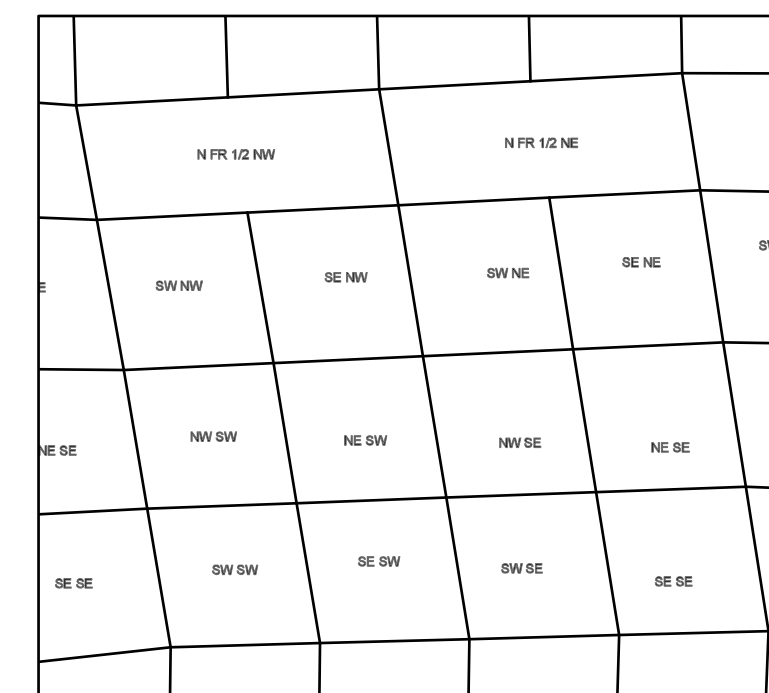 N FR 1/2 NW
N FR 1/2 NE
E
SW NW
SE NW
SW NE
SE NE
NE SE
NW SW
NE SW
NW SE
NE SE
SE SE
SW SW
SE SW
SW SE
SE SE